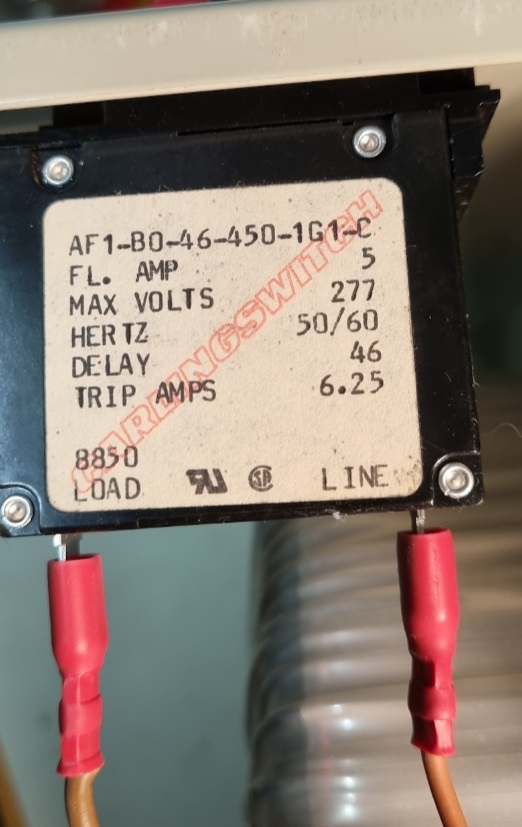 AF1-B0-46-450-1G1-C
FL. AMP 5
MAX VOLTS 277
HERTZ 50/60
DELAY 46
TRIP AMPS 6.25
CARLINGSWITCH
8850
LOAD LINE